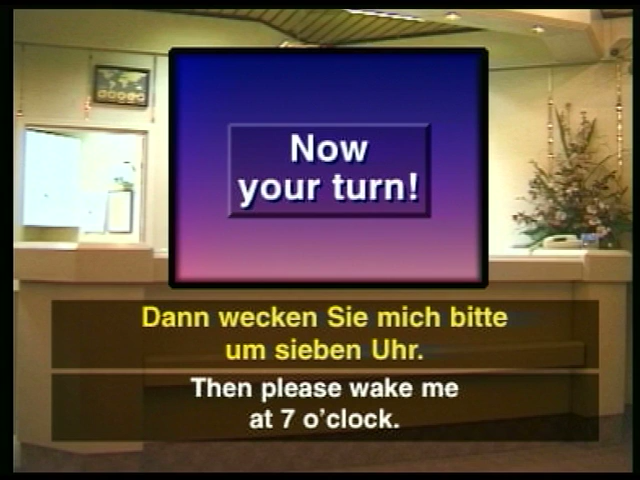 Now
your turn!
Dann wecken Sie mich bitte
um sieben Uhr.
Then please wake me
at 7 o'clock.